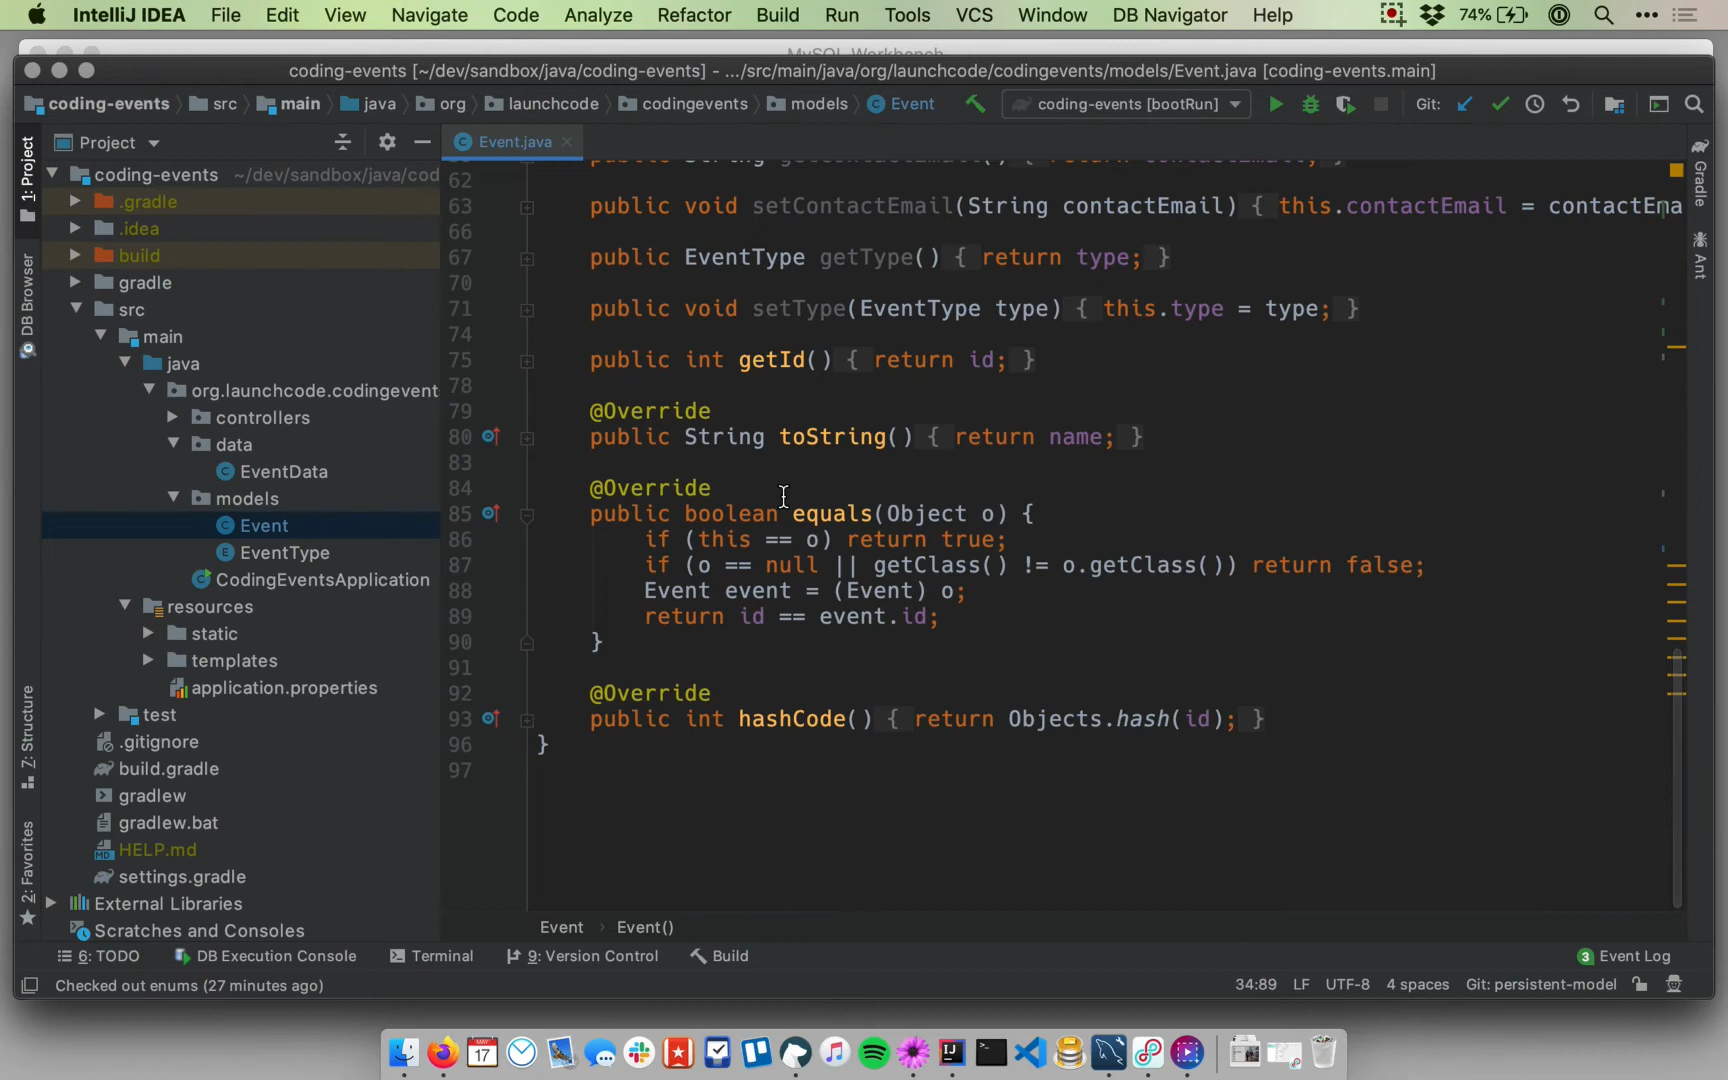 IntelliJ IDEA File Edit View Navigate Code Analyze Refactor Build Run Tools VCS Window DB Navigator Help 74%
MySQL Workbench
coding-events [~/dev/sandbox/java/coding-events] - .../src/main/java/org/launchcode/codingevents/models/Event.java [coding-events.main]
coding-events src main java org launchcode codingevents models Event coding-events [bootRun] Git:
Project
Event.java
1: Project
DB Browser
7: Structure
2: Favorites
coding-events ~/dev/sandbox/java/cod
.gradle
.idea
build
gradle
src
main
java
org.launchcode.codingevent
controllers
data
EventData
models
Event
EventType
CodingEventsApplication
resources
static
templates
application.properties
test
.gitignore
build.gradle
gradlew
gradlew.bat
HELP.md
settings.gradle
External Libraries
Scratches and Consoles
62
63 public void setContactEmail(String contactEmail) { this.contactEmail = contactEma
66
67 public EventType getType() { return type; }
70
71 public void setType(EventType type) { this.type = type; }
74
75 public int getId() { return id; }
78
79 @Override
80 public String toString() { return name; }
83
84 @Override
85 public boolean equals(Object o) {
86 if (this == o) return true;
87 if (o == null || getClass() != o.getClass()) return false;
88 Event event = (Event) o;
89 return id == event.id;
90 }
91
92 @Override
93 public int hashCode() { return Objects.hash(id); }
96 }
97
Gradle
Ant
Event Event()
6: TODO DB Execution Console Terminal 9: Version Control Build 3 Event Log
Checked out enums (27 minutes ago) 34:89 LF UTF-8 4 spaces Git: persistent-model
MAY
17
IJ